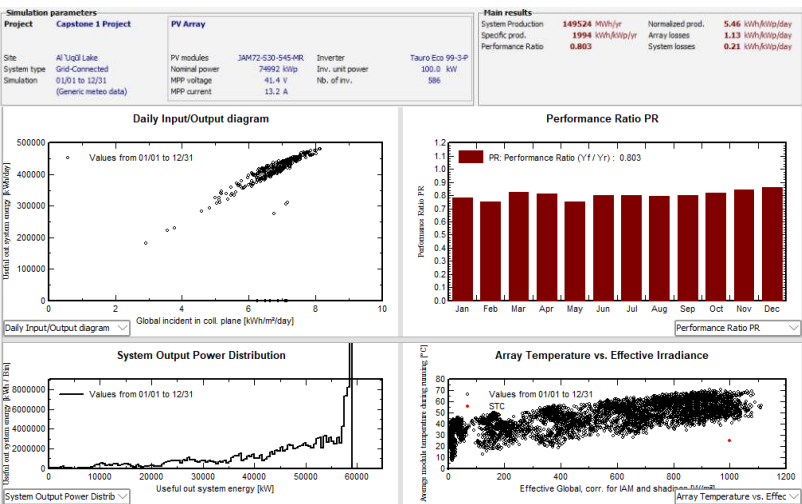 Simulation parameters
Project Capstone 1 Project
Site Al 'Uqūl Lake
System type Grid-Connected
Simulation 01/01 to 12/31
(Generic meteo data)
PV Array
PV modules JAM72-S30-545-MR Inverter Tauro Eco 99-3-P
Nominal power 74992 kWp Inv. unit power 100.0 kW
MPP voltage 41.4 V Nb. of inv. 586
MPP current 13.2 A
Main results
System Production 149524 MWh/yr Normalized prod. 5.46 kWh/kWp/day
Specific prod. 1994 kWh/kWp/yr Array losses 1.13 kWh/kWp/day
Performance Ratio 0.803 System losses 0.21 kWh/kWp/day
Daily Input/Output diagram
Values from 01/01 to 12/31
Useful out system energy [kWh/day]
500000
400000
300000
200000
100000
0
0 2 4 6 8 10
Global incident in coll. plane [kWh/m²/day]
Daily Input/Output diagram
Performance Ratio PR
PR: Performance Ratio (Yf / Yr) : 0.803
Performance Ratio PR
1.2
1.1
1.0
0.9
0.8
0.7
0.6
0.5
0.4
0.3
0.2
0.1
0.0
Jan Feb Mar Apr May Jun Jul Aug Sep Oct Nov Dec
Performance Ratio PR
System Output Power Distribution
Values from 01/01 to 12/31
Useful out system energy [kWh / Bin]
8000000
6000000
4000000
2000000
0
0 10000 20000 30000 40000 50000 60000
Useful out system energy [kW]
System Output Power Distrib
Array Temperature vs. Effective Irradiance
Values from 01/01 to 12/31
STC
Average module temperature during running. [°C]
80
70
60
50
40
30
20
10
0
0 200 400 600 800 1000 1200
Effective Global, corr. for IAM and shadings [W/m²]
Array Temperature vs. Effec